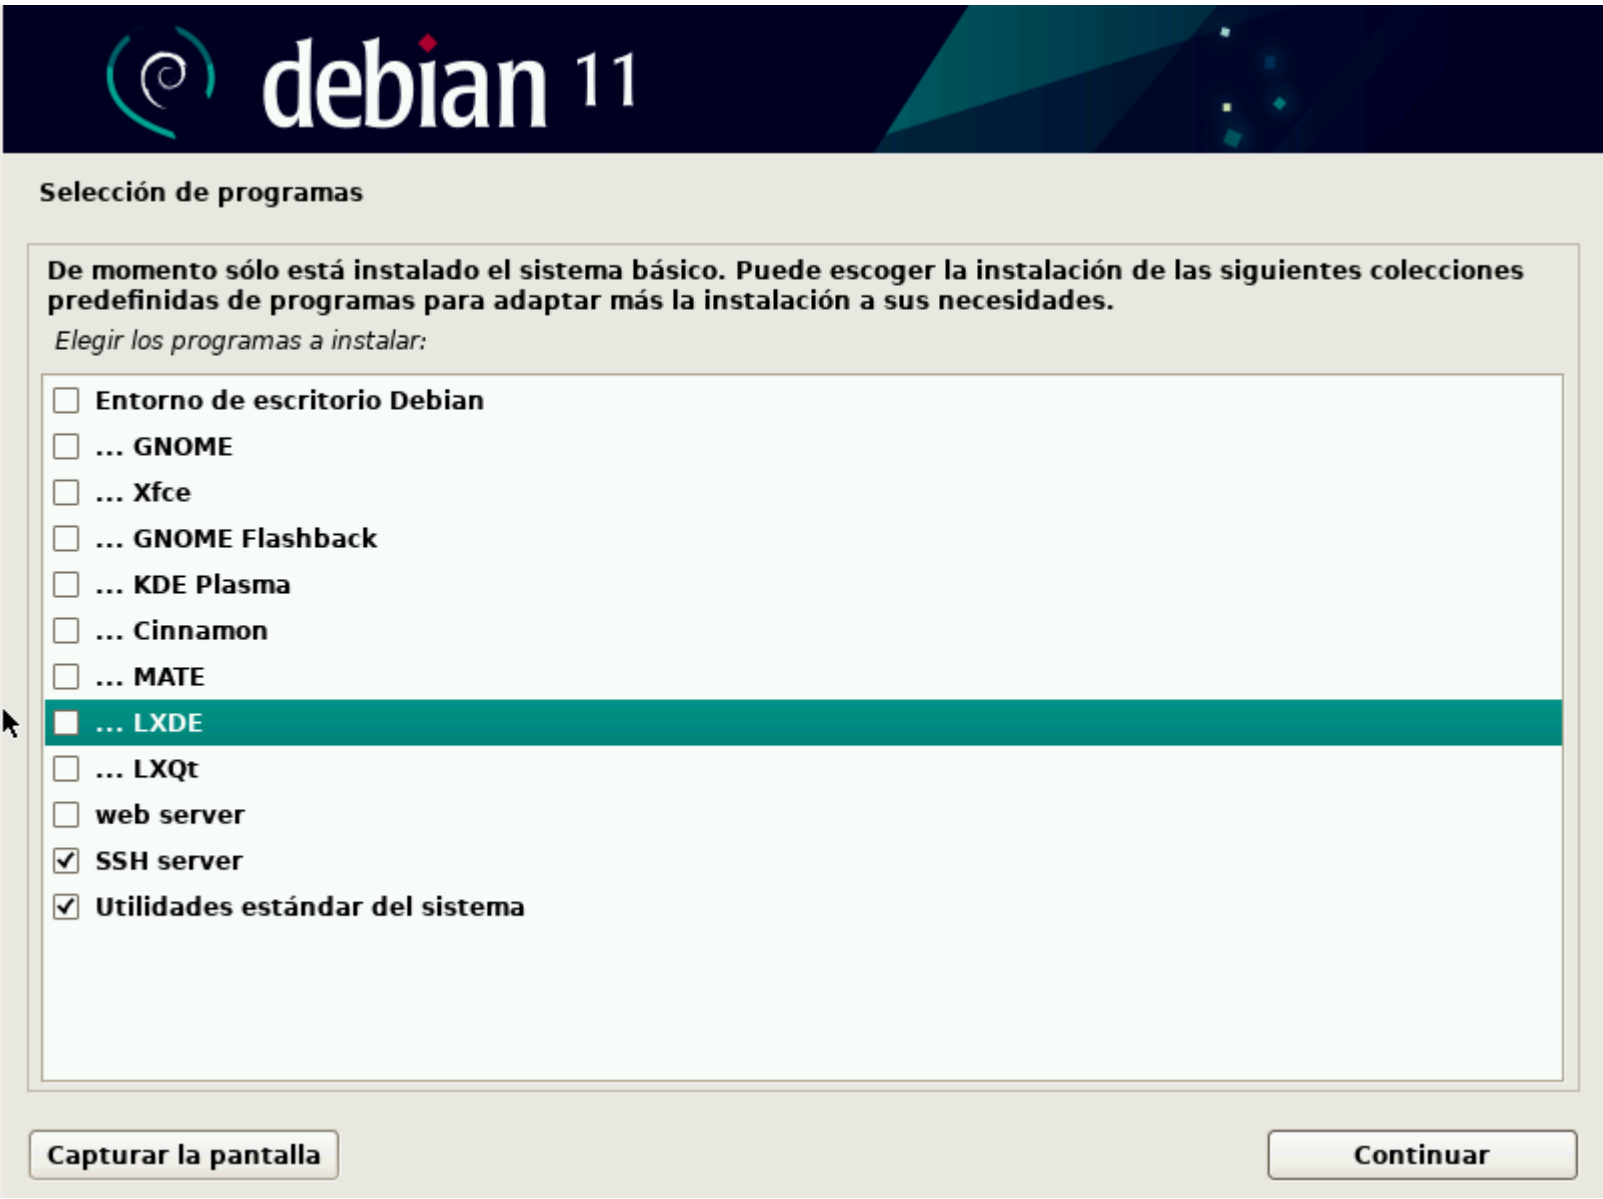 debian 11
Selección de programas
De momento sólo está instalado el sistema básico. Puede escoger la instalación de las siguientes colecciones
predefinidas de programas para adaptar más la instalación a sus necesidades.
Elegir los programas a instalar:
Entorno de escritorio Debian
... GNOME
... Xfce
... GNOME Flashback
... KDE Plasma
... Cinnamon
... MATE
... LXDE
... LXQt
web server
SSH server
Utilidades estándar del sistema
Capturar la pantalla
Continuar